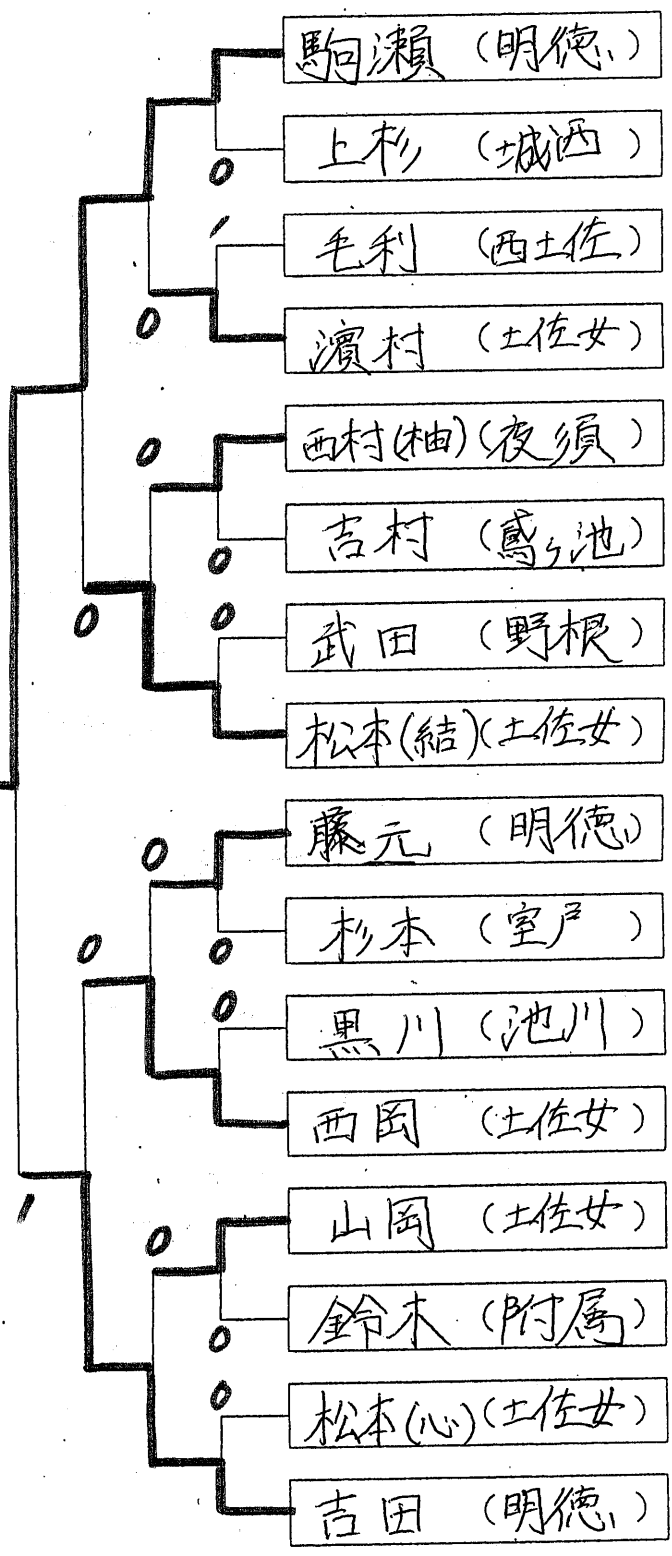 駒瀬 (明徳)
0
上杉 (城西)
1
毛利 (西土佐)
0
濱村 (土佐女)
0
西村(柚)(夜須)
0
吉村 (鳶ヶ池)
0
0
武田 (野根)
松本(結)(土佐女)
0
藤元 (明徳)
0
杉本 (室戸)
0
0
黒川 (池川)
西岡 (土佐女)
1
0
山岡 (土佐女)
鈴木 (附属)
0
0
松本(心)(土佐女)
吉田 (明徳)